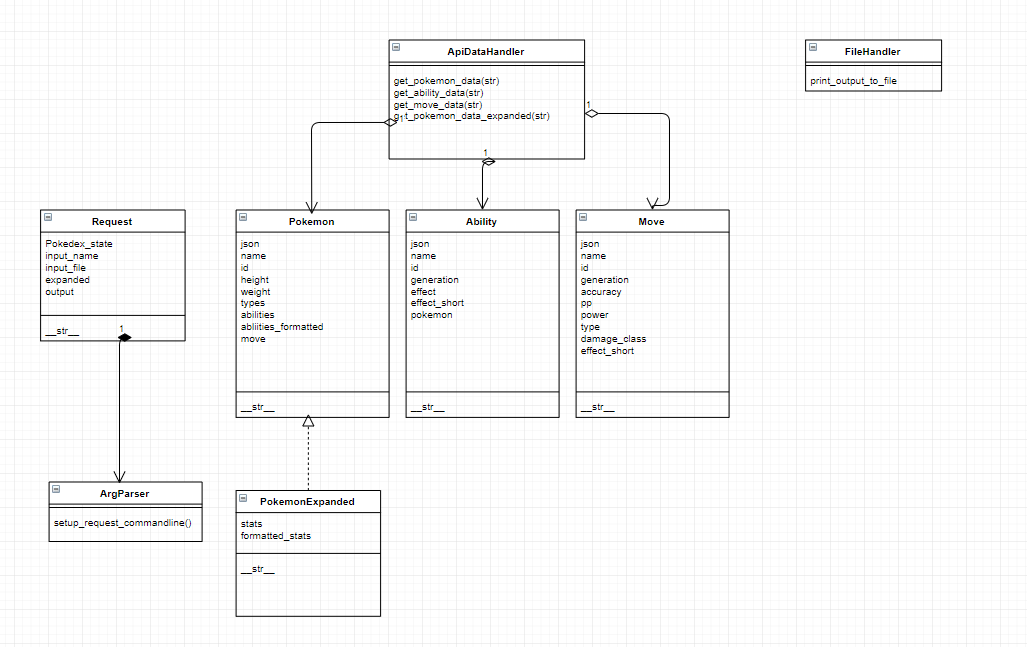 ApiDataHandler
get_pokemon_data(str)
get_ability_data(str)
get_move_data(str)
get_pokemon_data_expanded(str)
1
1
1
FileHandler
print_output_to_file
Request
Pokedex_state
input_name
input_file
expanded
output
__str__
1
Pokemon
json
name
id
height
weight
types
abilities
abliities_formatted
move
__str__
Ability
json
name
id
generation
effect
effect_short
pokemon
__str__
Move
json
name
id
generation
accuracy
pp
power
type
damage_class
effect_short
__str__
ArgParser
setup_request_commandline()
PokemonExpanded
stats
formatted_stats
__str__